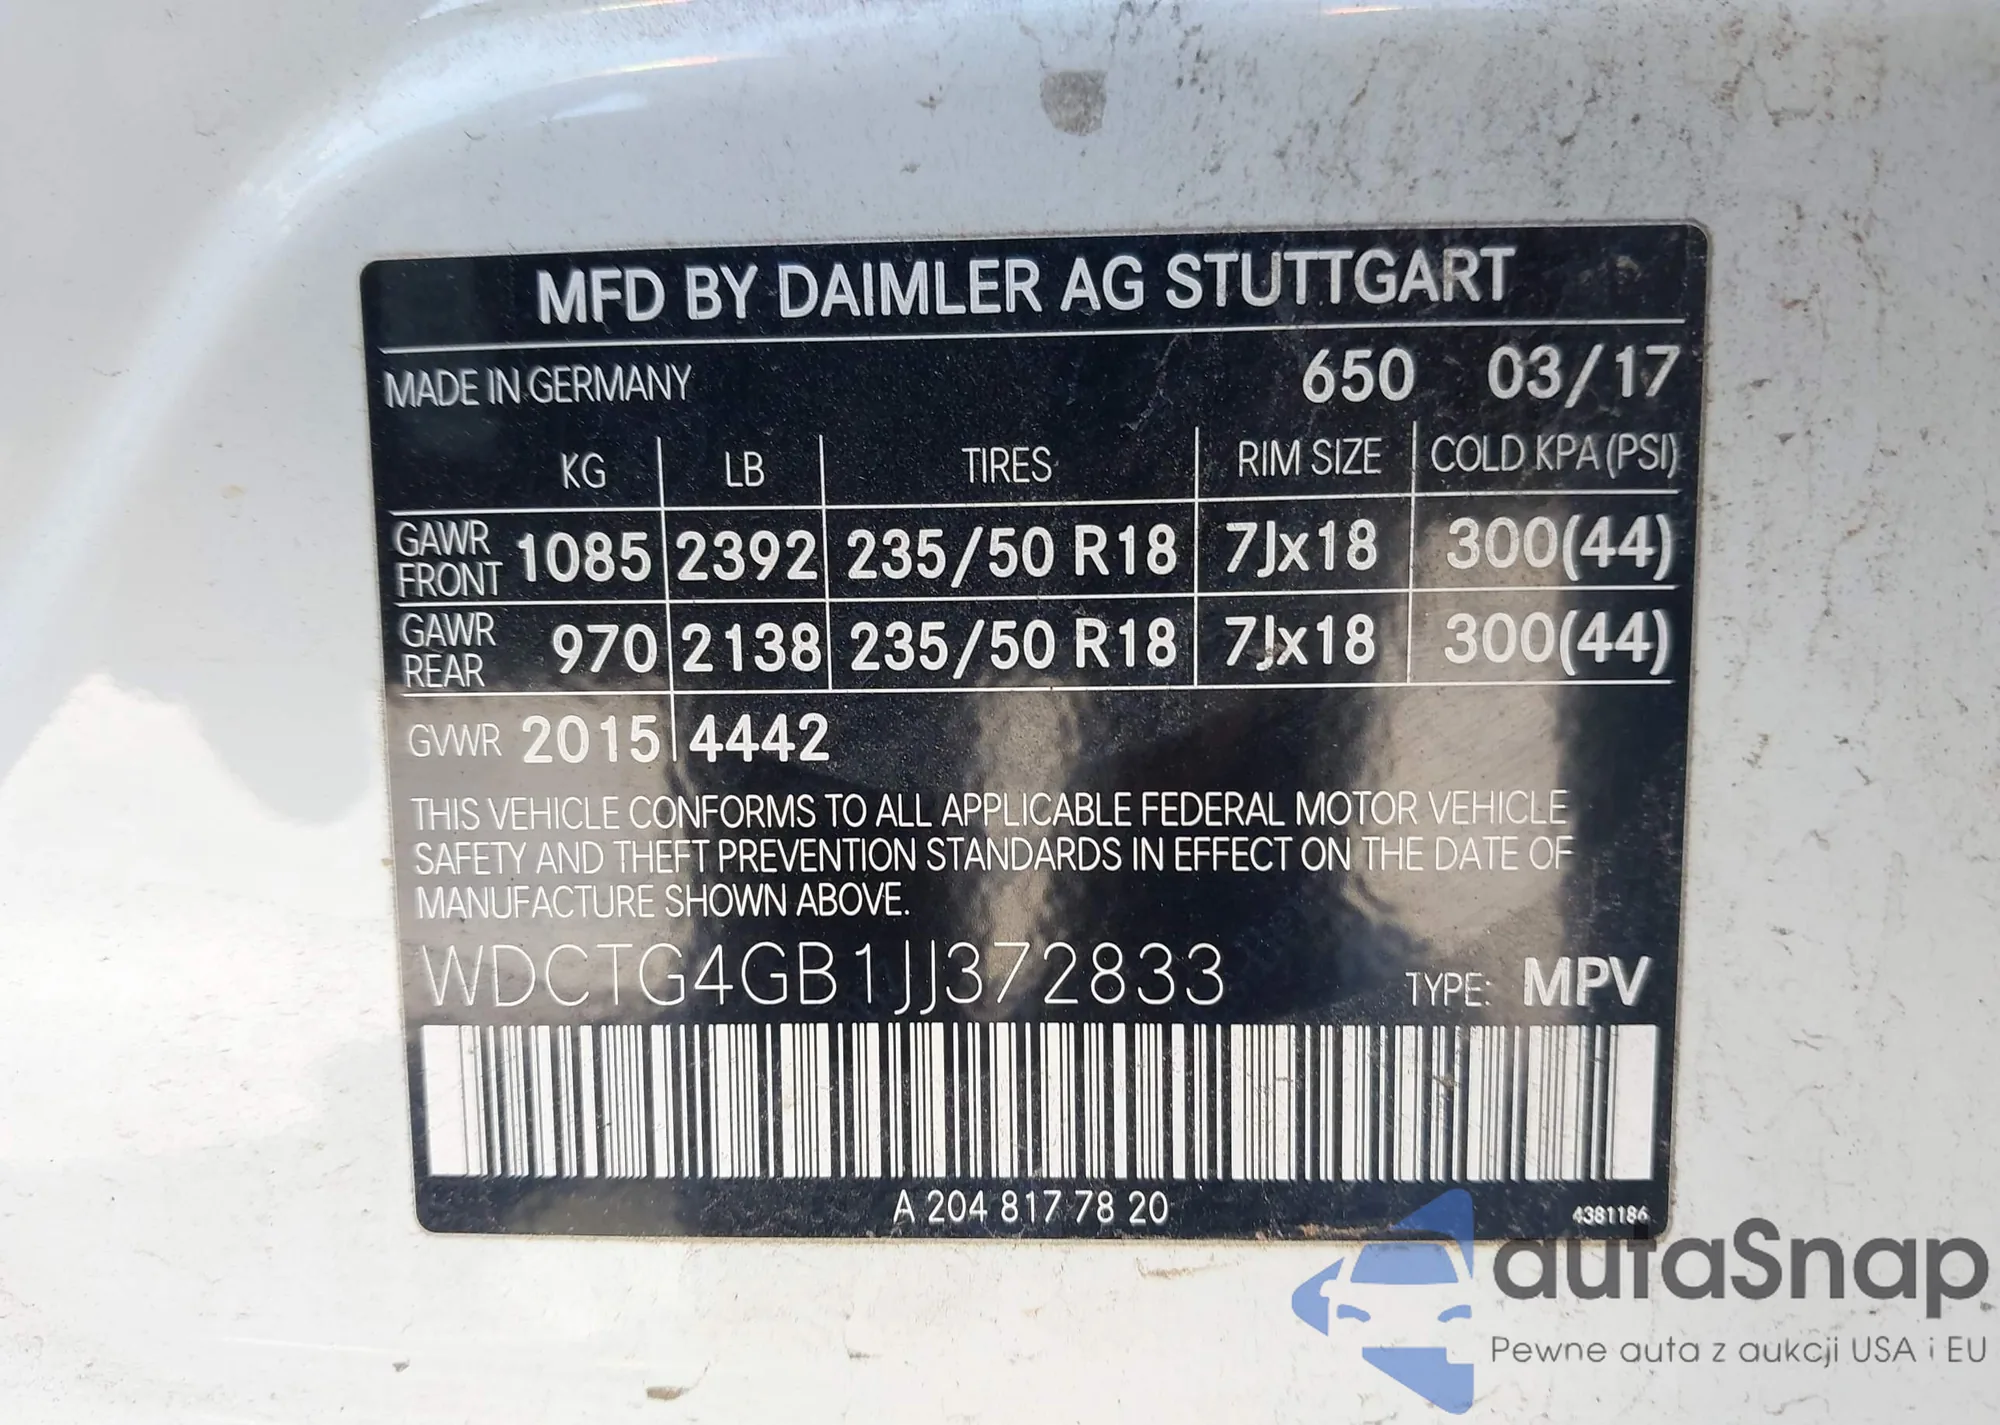 MFD BY DAIMLER AG STUTTGART
MADE IN GERMANY 650 03/17
KG LB TIRES RIM SIZE COLD KPA (PSI)
GAWR FRONT 1085 2392 235/50 R18 7Jx18 300(44)
GAWR REAR 970 2138 235/50 R18 7Jx18 300(44)
GVWR 2015 4442
THIS VEHICLE CONFORMS TO ALL APPLICABLE FEDERAL MOTOR VEHICLE
SAFETY AND THEFT PREVENTION STANDARDS IN EFFECT ON THE DATE OF
MANUFACTURE SHOWN ABOVE.
WDCTG4GB1JJ372833 TYPE: MPV
A 204 817 78 20 4381186
autaSnap
Pewne auta z aukcji USA i EU